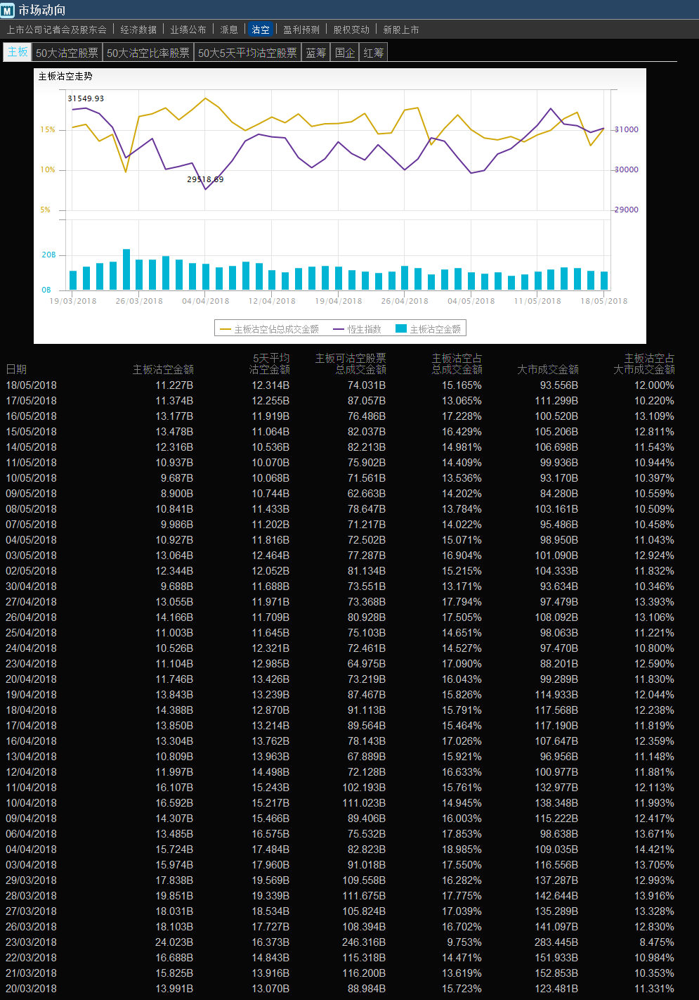 M 市场动向
上市公司记者会及股东会 经济数据 业绩公布 派息 沽空 盈利预测 股权变动 新股上市
主板 50大沽空股票 50大沽空比率股票 50大5天平均沽空股票 蓝筹 国企 红筹
主板沽空走势
31549.93
15% 31000
10% 30000
29518.69
5% 29000
20B
0B
19/03/2018 26/03/2018 04/04/2018 12/04/2018 19/04/2018 26/04/2018 04/05/2018 11/05/2018 18/05/2018
主板沽空佔总成交金额 恆生指数 主板沽空金额
5天平均 主板可沽空股票 主板沽空占 主板沽空占
日期 主板沽空金额 沽空金额 总成交金额 总成交金额 大市成交金额 大市成交金额
18/05/2018 11.227B 12.314B 74.031B 15.165% 93.556B 12.000%
17/05/2018 11.374B 12.255B 87.057B 13.065% 111.299B 10.220%
16/05/2018 13.177B 11.919B 76.486B 17.228% 100.520B 13.109%
15/05/2018 13.478B 11.064B 82.037B 16.429% 105.206B 12.811%
14/05/2018 12.316B 10.536B 82.213B 14.981% 106.698B 11.543%
11/05/2018 10.937B 10.070B 75.902B 14.409% 99.936B 10.944%
10/05/2018 9.687B 10.068B 71.561B 13.536% 93.170B 10.397%
09/05/2018 8.900B 10.744B 62.663B 14.202% 84.280B 10.559%
08/05/2018 10.841B 11.433B 78.647B 13.784% 103.161B 10.509%
07/05/2018 9.986B 11.202B 71.217B 14.022% 95.486B 10.458%
04/05/2018 10.927B 11.816B 72.502B 15.071% 98.950B 11.043%
03/05/2018 13.064B 12.464B 77.287B 16.904% 101.090B 12.924%
02/05/2018 12.344B 12.052B 81.134B 15.215% 104.333B 11.832%
30/04/2018 9.688B 11.688B 73.551B 13.171% 93.634B 10.346%
27/04/2018 13.055B 11.971B 73.368B 17.794% 97.479B 13.393%
26/04/2018 14.166B 11.709B 80.928B 17.505% 108.092B 13.106%
25/04/2018 11.003B 11.645B 75.103B 14.651% 98.063B 11.221%
24/04/2018 10.526B 12.321B 72.461B 14.527% 97.470B 10.800%
23/04/2018 11.104B 12.985B 64.975B 17.090% 88.201B 12.590%
20/04/2018 11.746B 13.426B 73.219B 16.043% 99.289B 11.830%
19/04/2018 13.843B 13.239B 87.467B 15.826% 114.933B 12.044%
18/04/2018 14.388B 12.870B 91.113B 15.791% 117.568B 12.238%
17/04/2018 13.850B 13.214B 89.564B 15.464% 117.190B 11.819%
16/04/2018 13.304B 13.762B 78.143B 17.026% 107.647B 12.359%
13/04/2018 10.809B 13.963B 67.889B 15.921% 96.956B 11.148%
12/04/2018 11.997B 14.498B 72.128B 16.633% 100.977B 11.881%
11/04/2018 16.107B 15.243B 102.193B 15.761% 132.977B 12.113%
10/04/2018 16.592B 15.217B 111.023B 14.945% 138.348B 11.993%
09/04/2018 14.307B 15.466B 89.406B 16.003% 115.222B 12.417%
06/04/2018 13.485B 16.575B 75.532B 17.853% 98.638B 13.671%
04/04/2018 15.724B 17.484B 82.823B 18.985% 109.035B 14.421%
03/04/2018 15.974B 17.960B 91.018B 17.550% 116.556B 13.705%
29/03/2018 17.838B 19.569B 109.558B 16.282% 137.287B 12.993%
28/03/2018 19.851B 19.339B 111.675B 17.775% 142.644B 13.916%
27/03/2018 18.031B 18.534B 105.824B 17.039% 135.289B 13.328%
26/03/2018 18.103B 17.727B 108.394B 16.702% 141.097B 12.830%
23/03/2018 24.023B 16.373B 246.316B 9.753% 283.445B 8.475%
22/03/2018 16.688B 14.843B 115.318B 14.471% 151.933B 10.984%
21/03/2018 15.825B 13.916B 116.200B 13.619% 152.853B 10.353%
20/03/2018 13.991B 13.070B 88.984B 15.723% 123.481B 11.331%